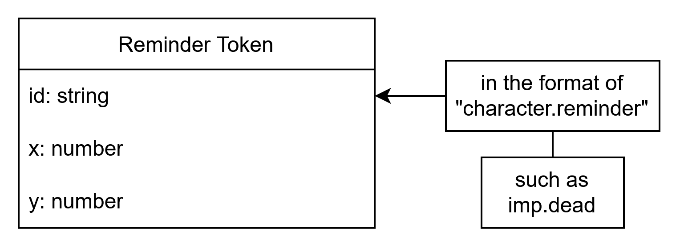 Reminder Token
id: string
x: number
y: number
in the format of
"character.reminder"
such as
imp.dead